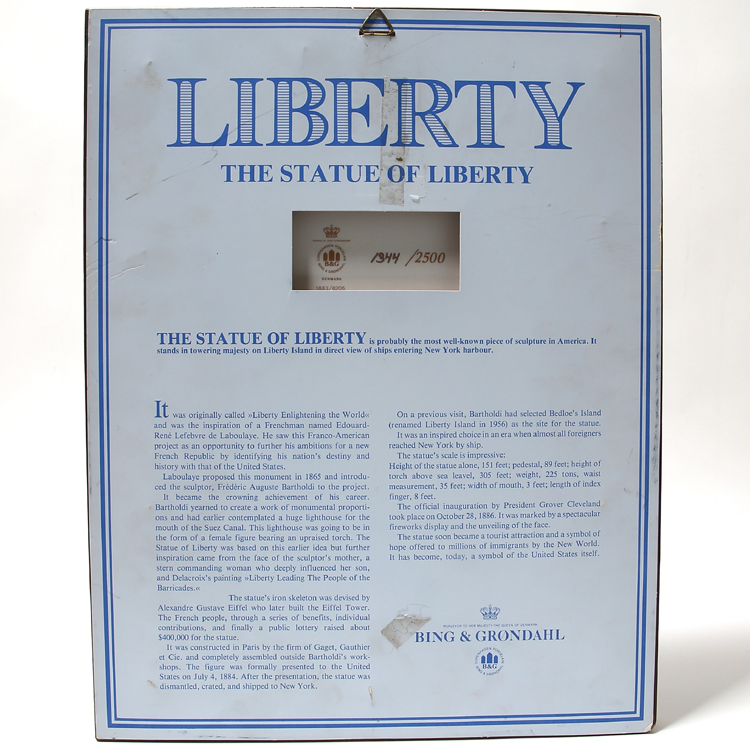 LIBERTY
THE STATUE OF LIBERTY
1944 /2500
B&G
DENMARK
THE STATUE OF LIBERTY is probably the most well-known piece of sculpture in America. It
stands in towering majesty on Liberty Island in direct view of ships entering New York harbour.
It was originally called »Liberty Enlightening the World«
and was the inspiration of a Frenchman named Edouard-
René Lefebvre de Laboulaye. He saw this Franco-American
project as an opportunity to further his ambitions for a new
French Republic by identifying his nation's destiny and
history with that of the United States.
Laboulaye proposed this monument in 1865 and introdu-
ced the sculptor, Frédéric Auguste Bartholdi to the project.
It became the crowning achievement of his career.
Bartholdi yearned to create a work of monumental proporti-
ons and had earlier contemplated a huge lighthouse for the
mouth of the Suez Canal. This lighthouse was going to be in
the form of a female figure bearing an upraised torch. The
Statue of Liberty was based on this earlier idea but further
inspiration came from the face of the sculptor's mother, a
stern commanding woman who deeply influenced her son,
and Delacroix's painting »Liberty Leading The People of the
Barricades.«
The statue's iron skeleton was devised by
Alexandre Gustave Eiffel who later built the Eiffel Tower.
The French people, through a series of benefits, individual
contributions, and finally a public lottery raised about
$400,000 for the statue.
It was constructed in Paris by the firm of Gaget, Gauthier
et Cie. and completely assembled outside Bartholdi's work-
shops. The figure was formally presented to the United
States on July 4, 1884. After the presentation, the statue was
dismantled, crated, and shipped to New York.
On a previous visit, Bartholdi had selected Bedloe's Island
(renamed Liberty Island in 1956) as the site for the statue.
It was an inspired choice in an era when almost all foreigners
reached New York by ship.
The statue's scale is impressive:
Height of the statue alone, 151 feet; pedestal, 89 feet; height of
torch above sea leavel, 305 feet; weight, 225 tons, waist
measurement, 35 feet; width of mouth, 3 feet; length of index
finger, 8 feet.
The official inauguration by President Grover Cleveland
took place on October 28, 1886. It was marked by a spectacular
fireworks display and the unveiling of the face.
The statue soon became a tourist attraction and a symbol of
hope offered to millions of immigrants by the New World.
It has become, today, a symbol of the United States itself.
BING & GRØNDAHL
B&G